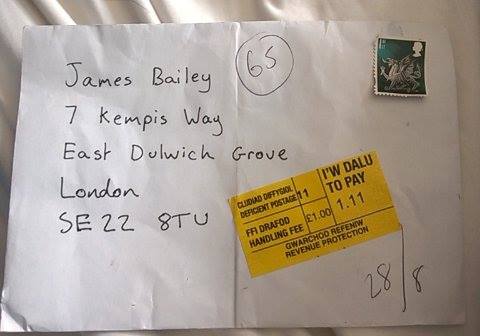 James Bailey
7 Kempis Way
East Dulwich Grove
London
SE22 8TU
65
1st
CLUDIAD DIFFYGIOL
DEFICIENT POSTAGE 11
FFI DRAFOD
HANDLING FEE £1.00
I'W DALU
TO PAY
1.11
GWARCHOD REFENIW
REVENUE PROTECTION
28/8